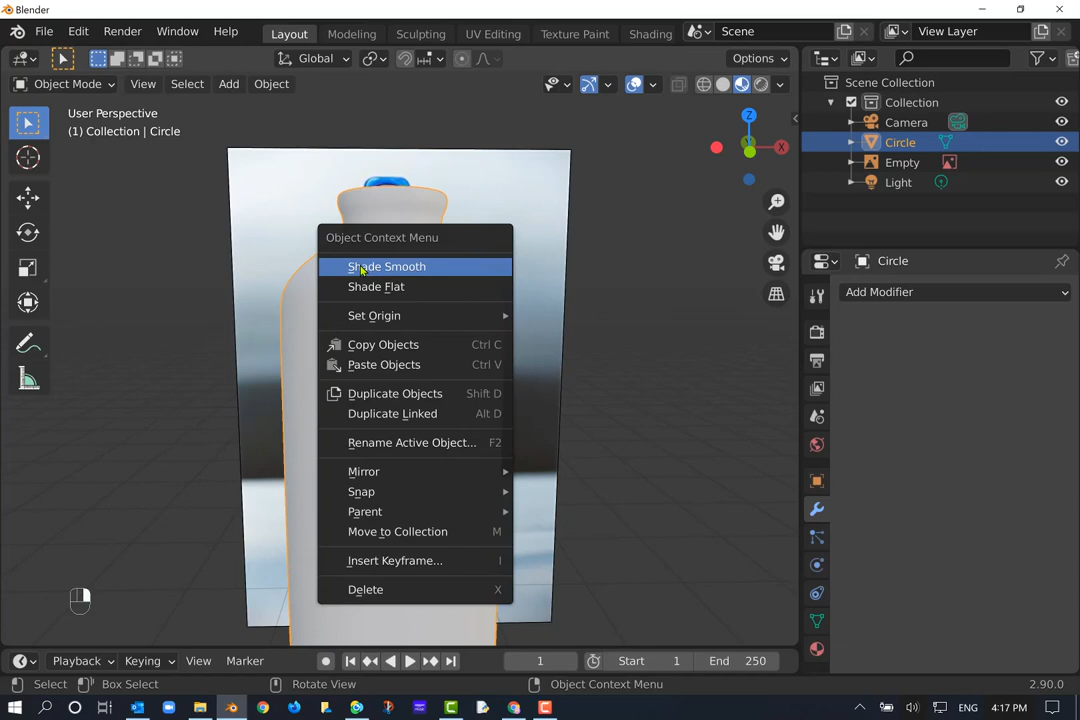 Blender
File Edit Render Window Help
Layout Modeling Sculpting UV Editing Texture Paint Shading
Scene
View Layer
Global
Options
Object Mode View Select Add Object
Scene Collection
User Perspective
(1) Collection | Circle
Collection
Camera
Circle
Empty
Light
Z
X
Object Context Menu
Shade Smooth
Shade Flat
Set Origin
Copy Objects Ctrl C
Paste Objects Ctrl V
Duplicate Objects Shift D
Duplicate Linked Alt D
Rename Active Object... F2
Mirror
Snap
Parent
Move to Collection M
Insert Keyframe... I
Delete X
Circle
Add Modifier
Playback Keying View Marker 1 Start 1 End 250
Select Box Select Rotate View Object Context Menu 2.90.0
ENG 4:17 PM